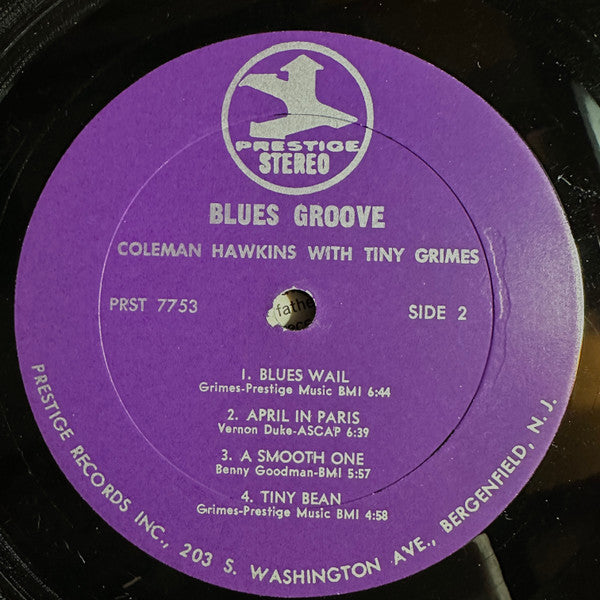 PRESTIGE
STEREO
BLUES GROOVE
COLEMAN HAWKINS WITH TINY GRIMES
PRST 7753
SIDE 2
fathe
1. BLUES WAIL
Grimes-Prestige Music BMI 6:44
2. APRIL IN PARIS
Vernon Duke-ASCAP 6:39
3. A SMOOTH ONE
Benny Goodman-BMI 5:57
4. TINY BEAN
Grimes-Prestige Music BMI 4:58
PRESTIGE RECORDS INC., 203 S. WASHINGTON AVE., BERGENFIELD, N. J.